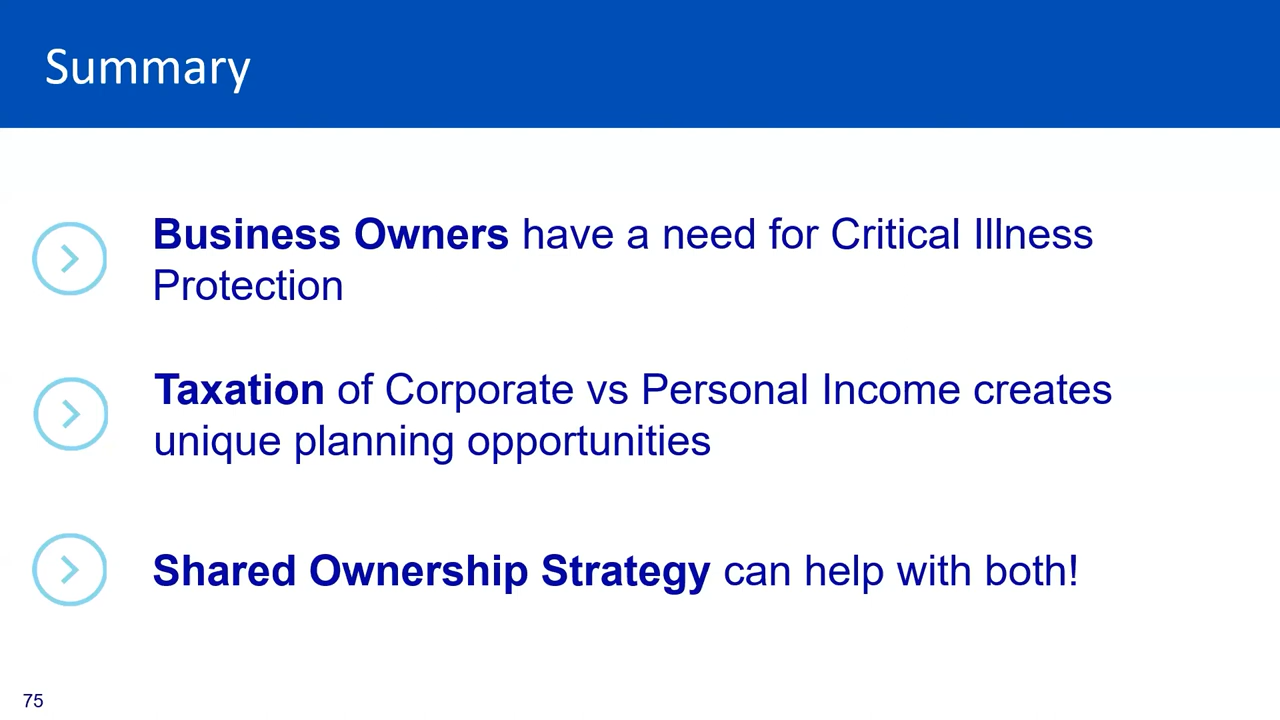 Summary
Business Owners have a need for Critical Illness
Protection
Taxation of Corporate vs Personal Income creates
unique planning opportunities
Shared Ownership Strategy can help with both!
75